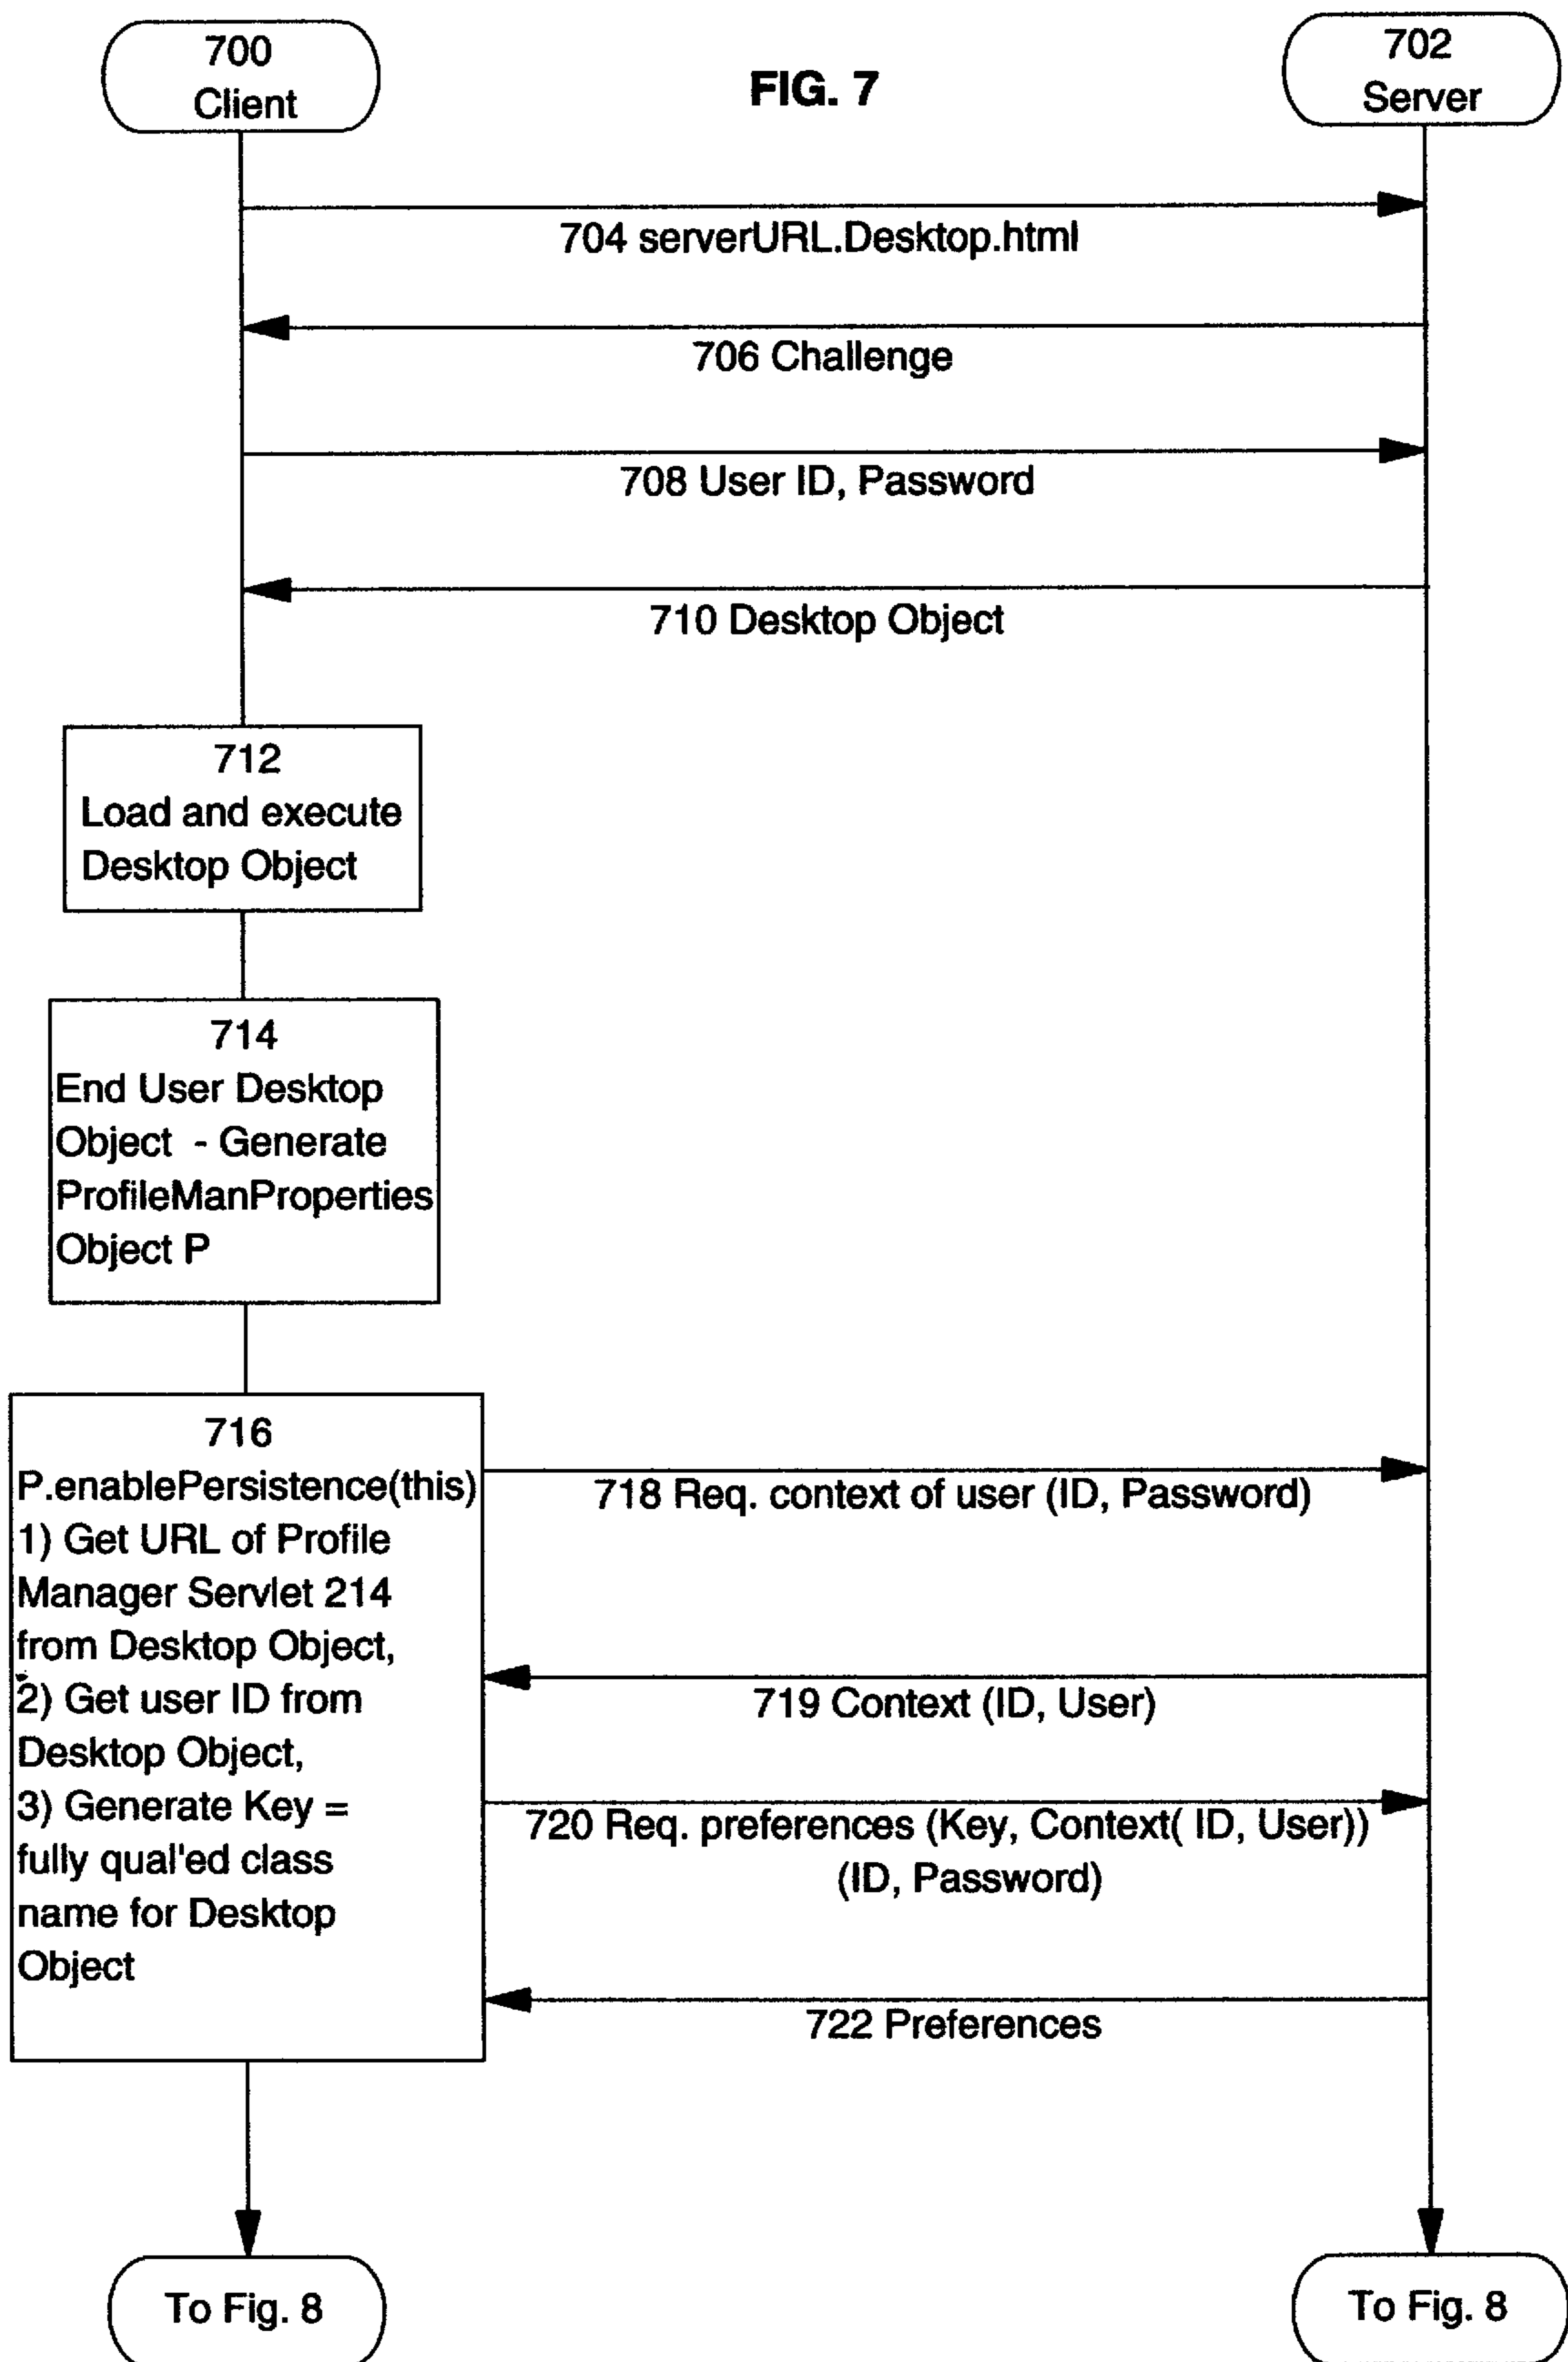 700
Client
FIG. 7
702
Server
704 serverURL.Desktop.html
706 Challenge
708 User ID, Password
710 Desktop Object
712
Load and execute
Desktop Object
714
End User Desktop
Object - Generate
ProfileManProperties
Object P
716
P.enablePersistence(this)
1) Get URL of Profile
Manager Servlet 214
from Desktop Object,
2) Get user ID from
Desktop Object,
3) Generate Key =
fully qual'ed class
name for Desktop
Object
718 Req. context of user (ID, Password)
719 Context (ID, User)
720 Req. preferences (Key, Context( ID, User))
(ID, Password)
722 Preferences
To Fig. 8
To Fig. 8